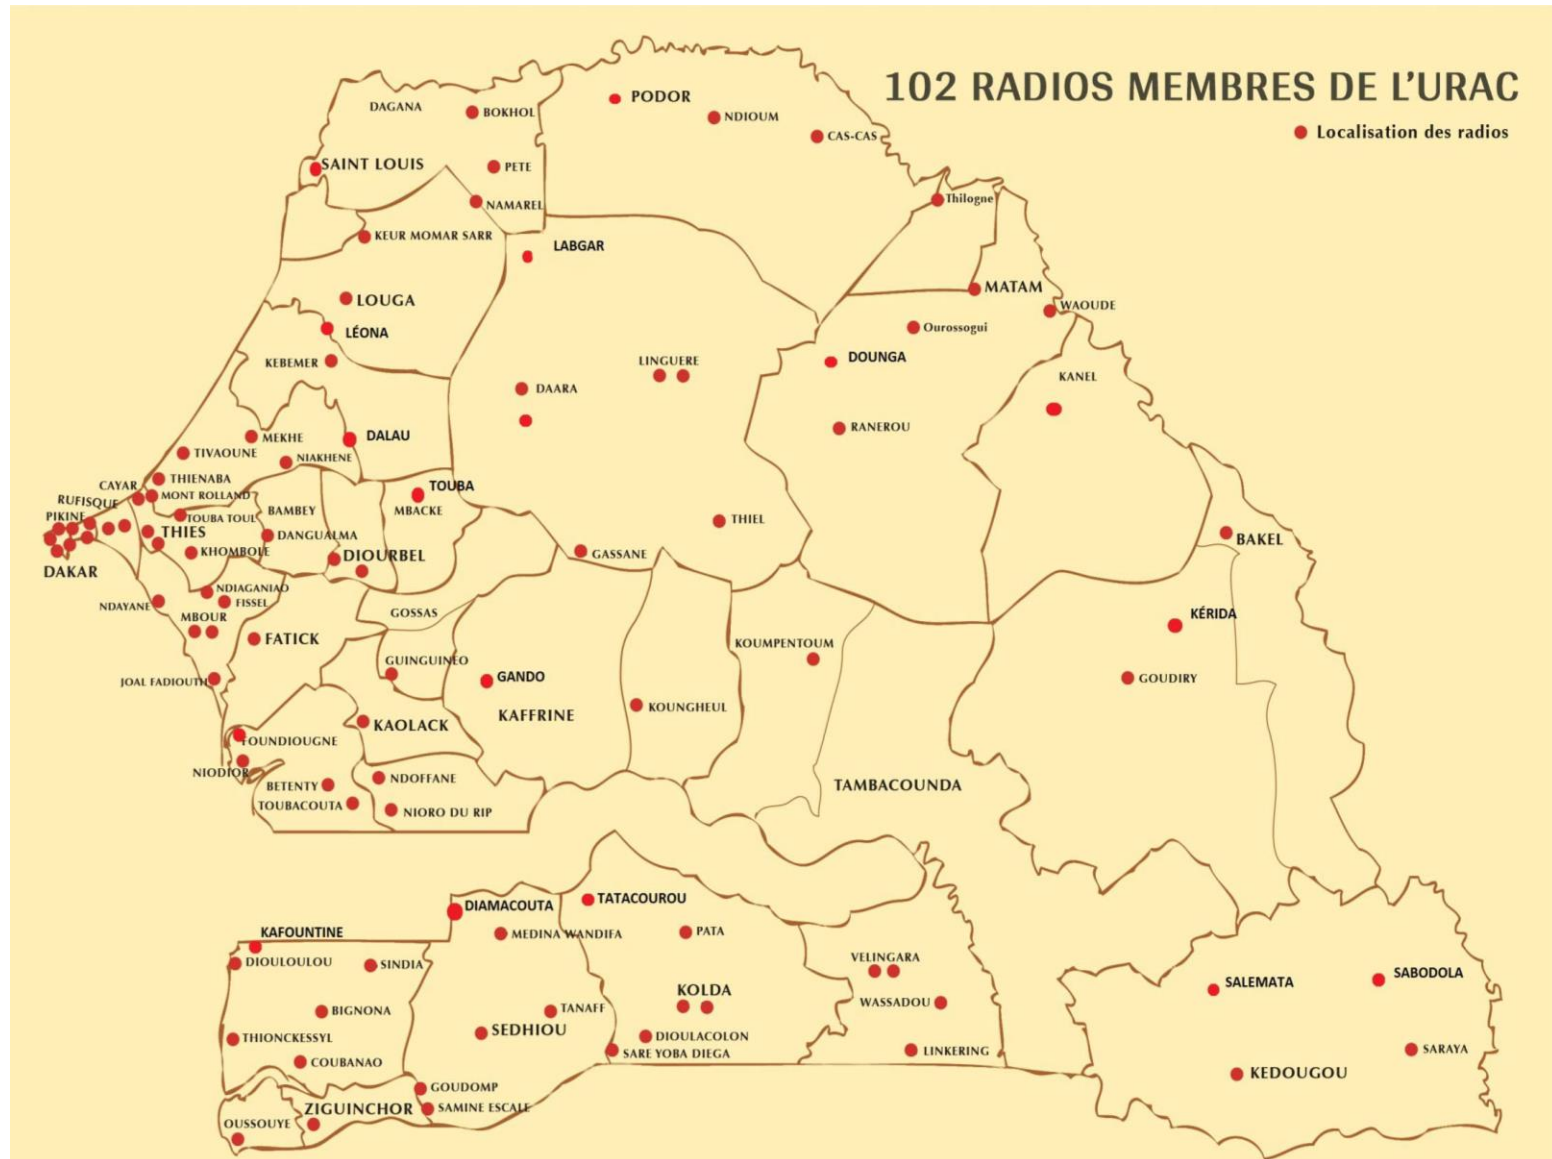 102 RADIOS MEMBRES DE L'URAC
Localisation des radios
DAGANA
BOKHOL
PODOR
NDIOUM
CAS-CAS
SAINT LOUIS
PETE
NAMAREL
Thilogne
KEUR MOMAR SARR
LABGAR
MATAM
WAOUDE
LOUGA
LÉONA
Ourossogui
KEBEMER
LINGUERE
DOUNGA
KANEL
DAARA
RANEROU
MEKHE
DALAU
TIVAOUNE
NIAKHENE
THIENABA
CAYAR
MONT ROLLAND
TOUBA
MBACKE
RUFISQUE
PIKINE
TOUBA TOUL
BAMBEY
THIEL
THIES
DANGUALMA
KHOMBOLE
DIOURBEL
GASSANE
BAKEL
DAKAR
NDIAGANIAO
FISSEL
NDAYANE
MBOUR
GOSSAS
KÉRIDA
FATICK
KOUMPENTOUM
GUINGUINEO
JOAL FADIOUTH
GANDO
GOUDIRY
KAFFRINE
KOUNGHEUL
KAOLACK
FOUNDIOUGNE
NIODIOR
NDOFFANE
BETENTY
TAMBACOUNDA
TOUBACOUTA
NIORO DU RIP
DIAMACOUTA
TATACOUROU
KAFOUNTINE
MEDINA WANDIFA
PATA
DIOULOULOU
SINDIA
VELINGARA
SALEMATA
SABODOLA
KOLDA
WASSADOU
BIGNONA
TANAFF
SEDHIOU
THIONCKESSYL
DIOULACOLON
SARE YOBA DIEGA
LINKERING
SARAYA
COUBANAO
KEDOUGOU
GOUDOMP
ZIGUINCHOR
SAMINE ESCALE
OUSSOUYE